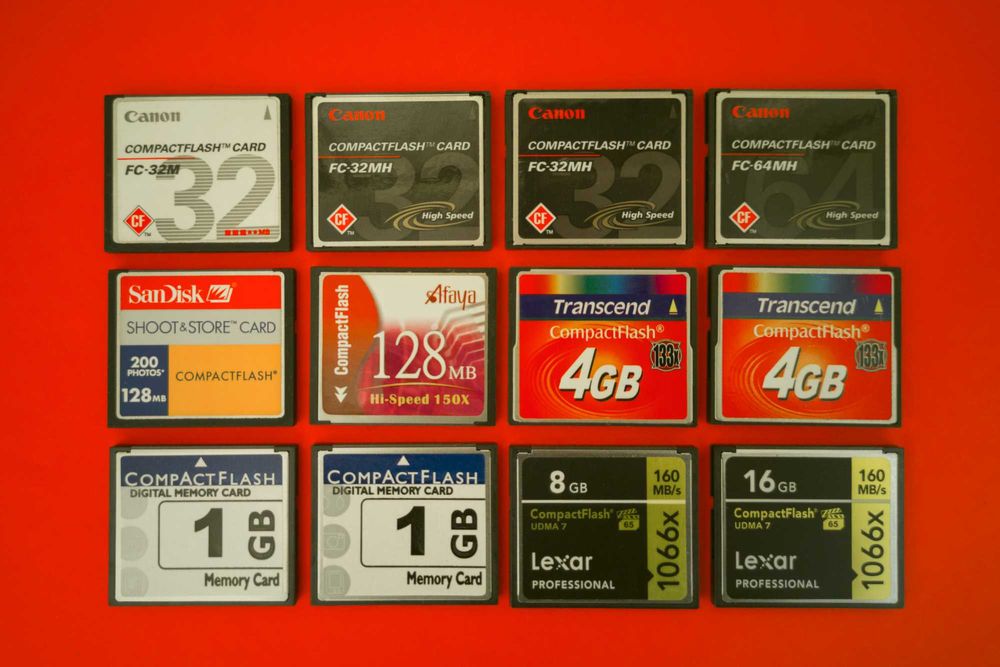 Canon
COMPACTFLASH™ CARD
FC-32M
32
CF
TM
Canon
COMPACTFLASH™ CARD
FC-32MH
32
CF
TM
High Speed
Canon
COMPACTFLASH™ CARD
FC-32MH
32
CF
TM
High Speed
Canon
COMPACTFLASH™ CARD
FC-64MH
64
CF
TM
High Speed
SanDisk
SHOOT&STORE™ CARD
200
PHOTOS*
128MB
COMPACTFLASH®
CompactFlash
Afaya
128MB
Hi-Speed 150X
Transcend
CompactFlash®
133x
4GB
Transcend
CompactFlash®
133x
4GB
COMPACTFLASH
DIGITAL MEMORY CARD
1
GB
Memory Card
COMPACTFLASH
DIGITAL MEMORY CARD
1
GB
Memory Card
8 GB
160
MB/s
CompactFlash®
UDMA 7
65
1066x
Lexar
PROFESSIONAL
16 GB
160
MB/s
CompactFlash®
UDMA 7
65
1066x
Lexar
PROFESSIONAL